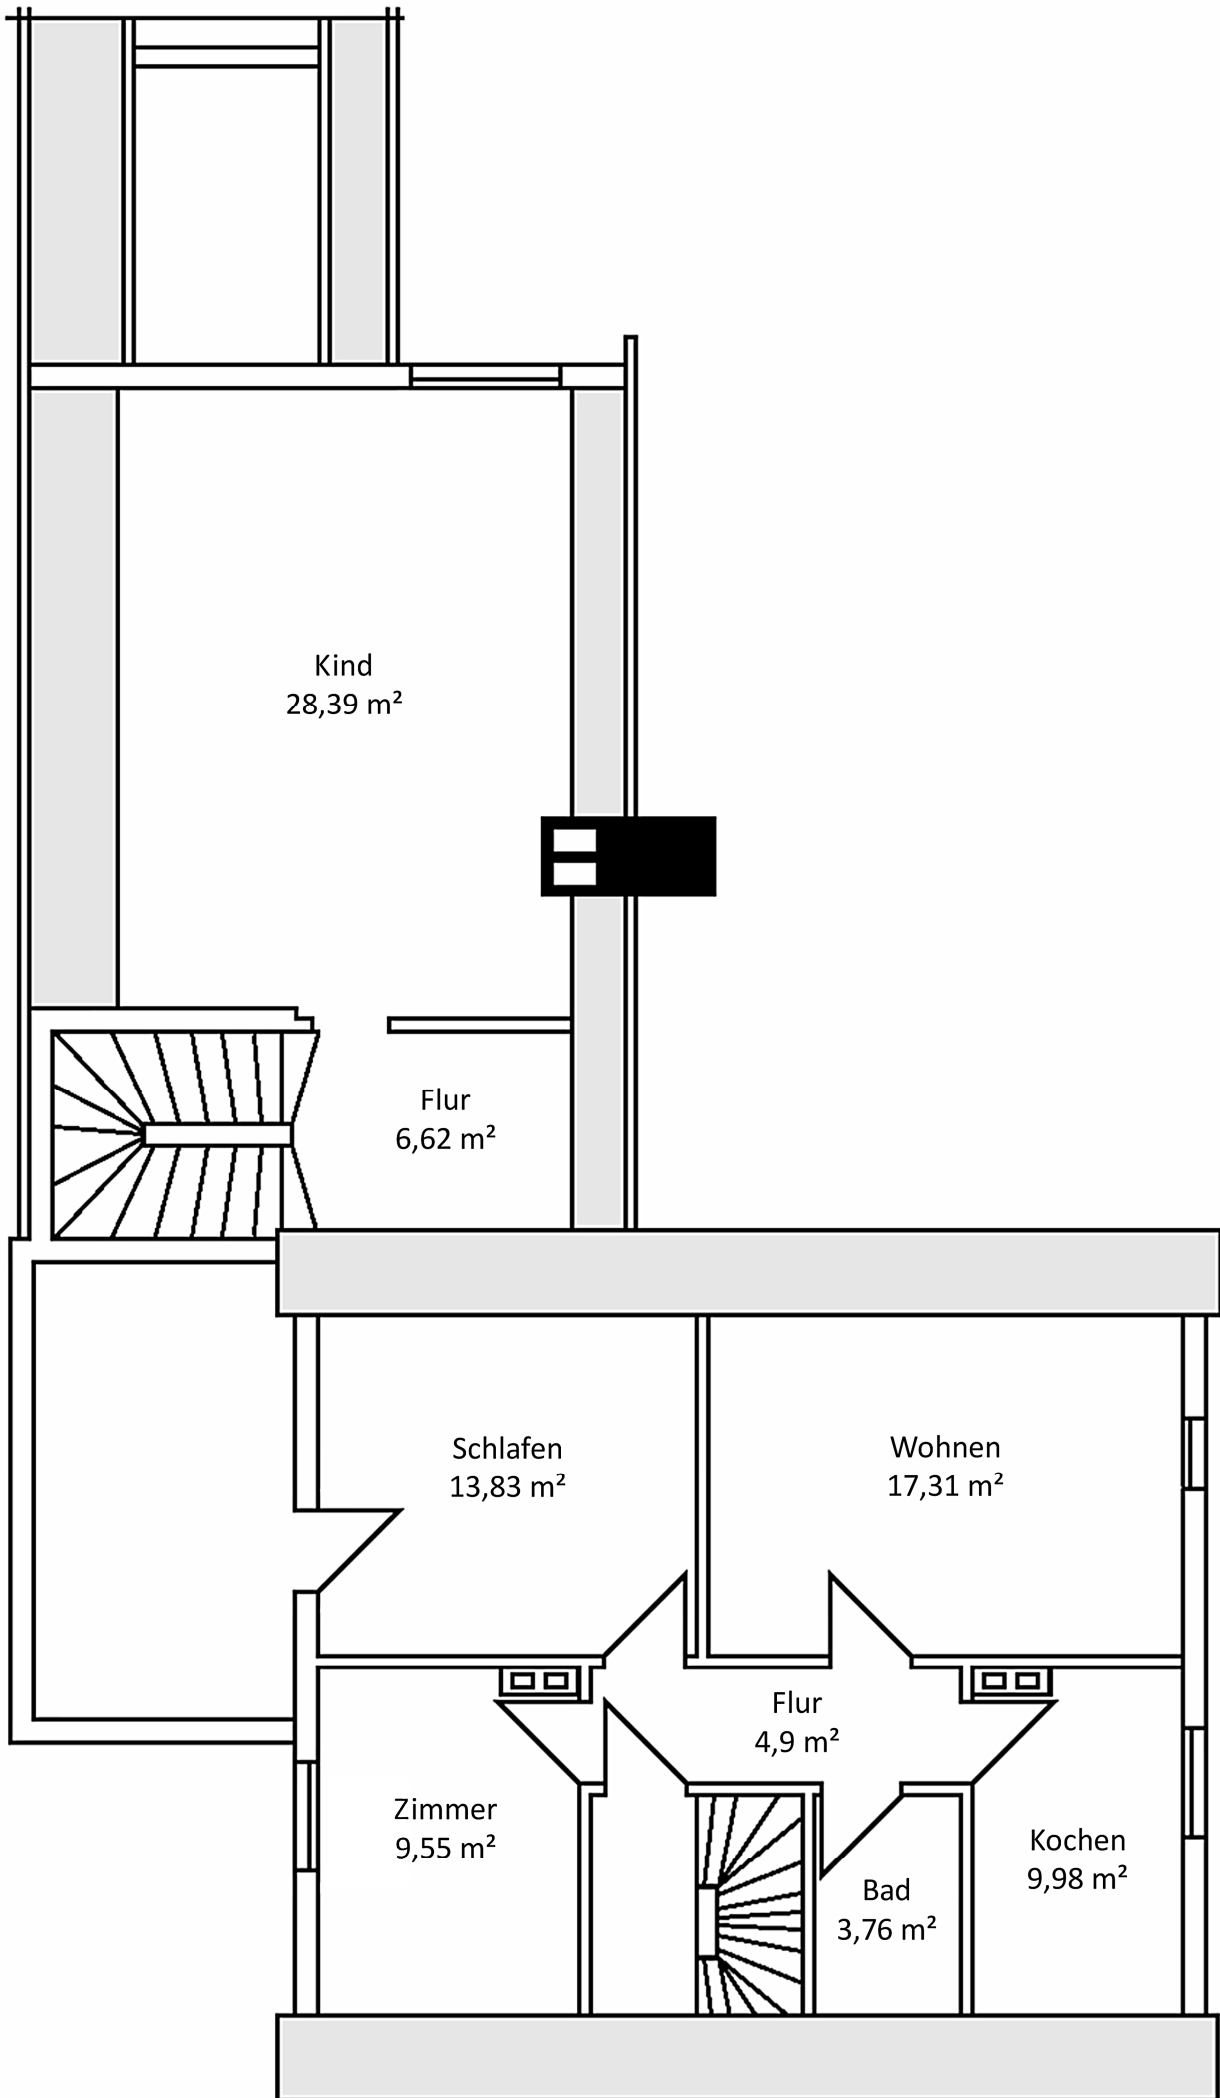 Kind
28,39 m²
Flur
6,62 m²
Schlafen
13,83 m²
Wohnen
17,31 m²
Flur
4,9 m²
Zimmer
9,55 m²
Kochen
9,98 m²
Bad
3,76 m²